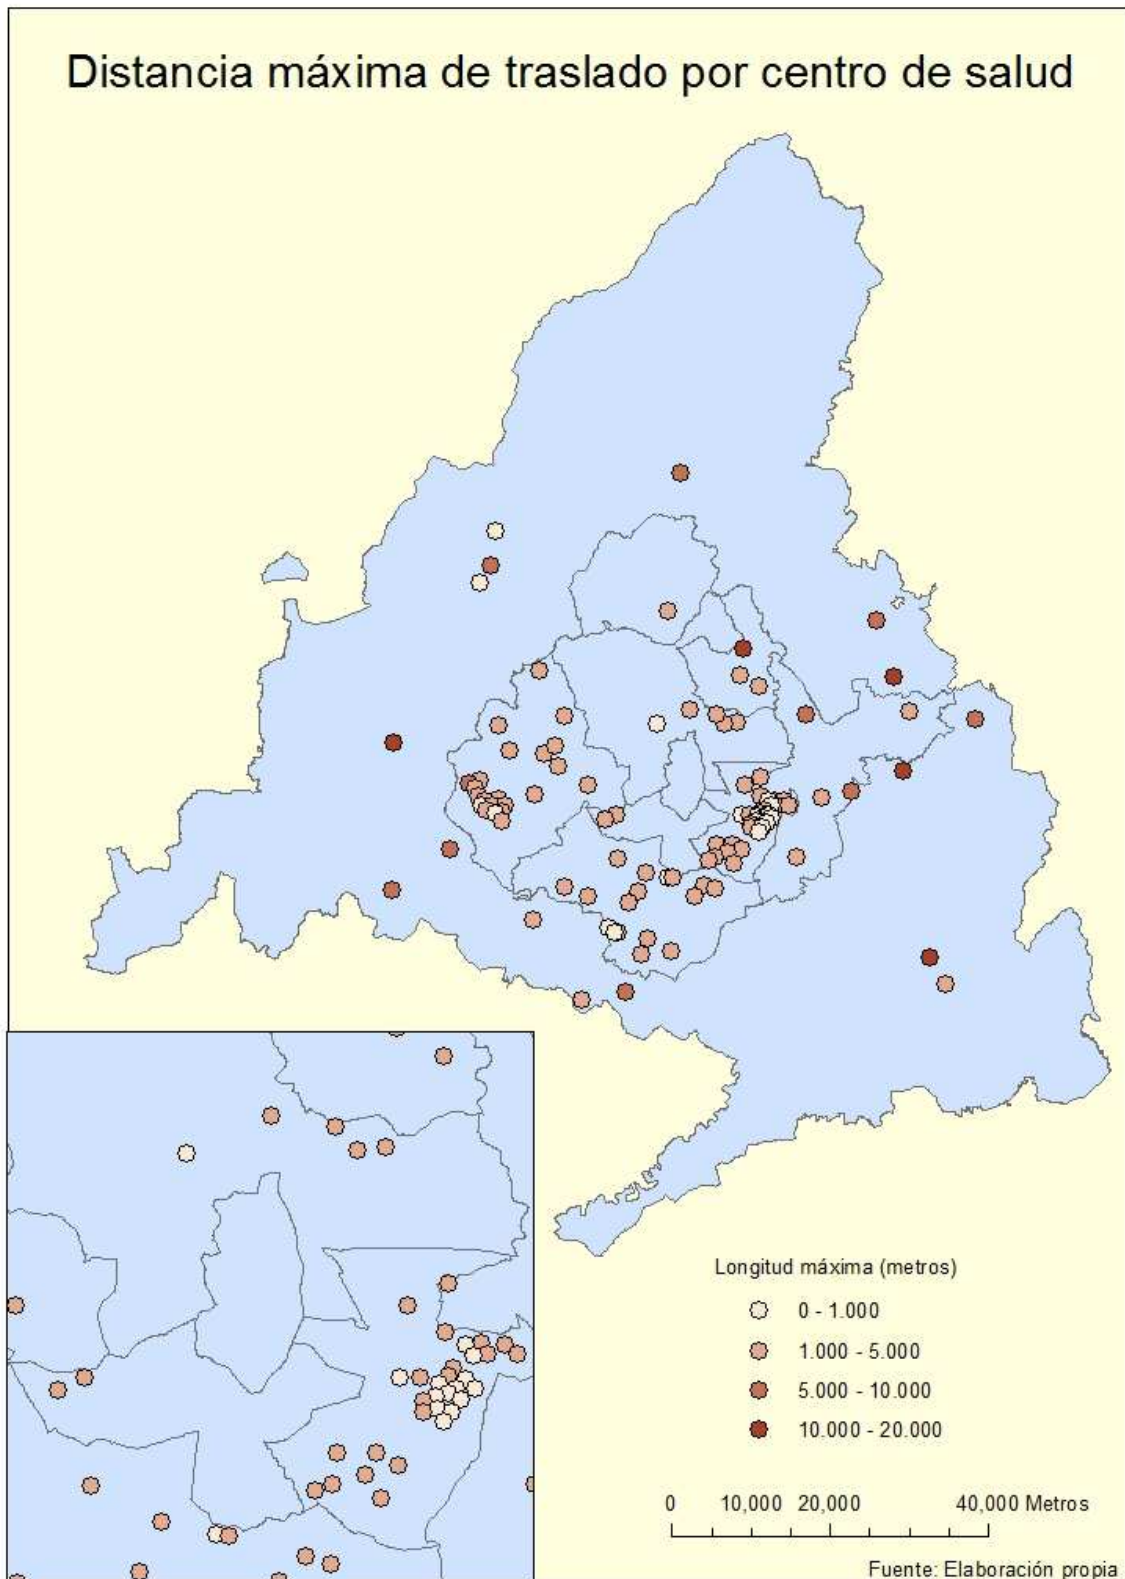 Distancia máxima de traslado por centro de salud
Longitud máxima (metros)
0 - 1.000
1.000 - 5.000
5.000 - 10.000
10.000 - 20.000
0 10,000 20,000 40,000 Metros
Fuente: Elaboración propia